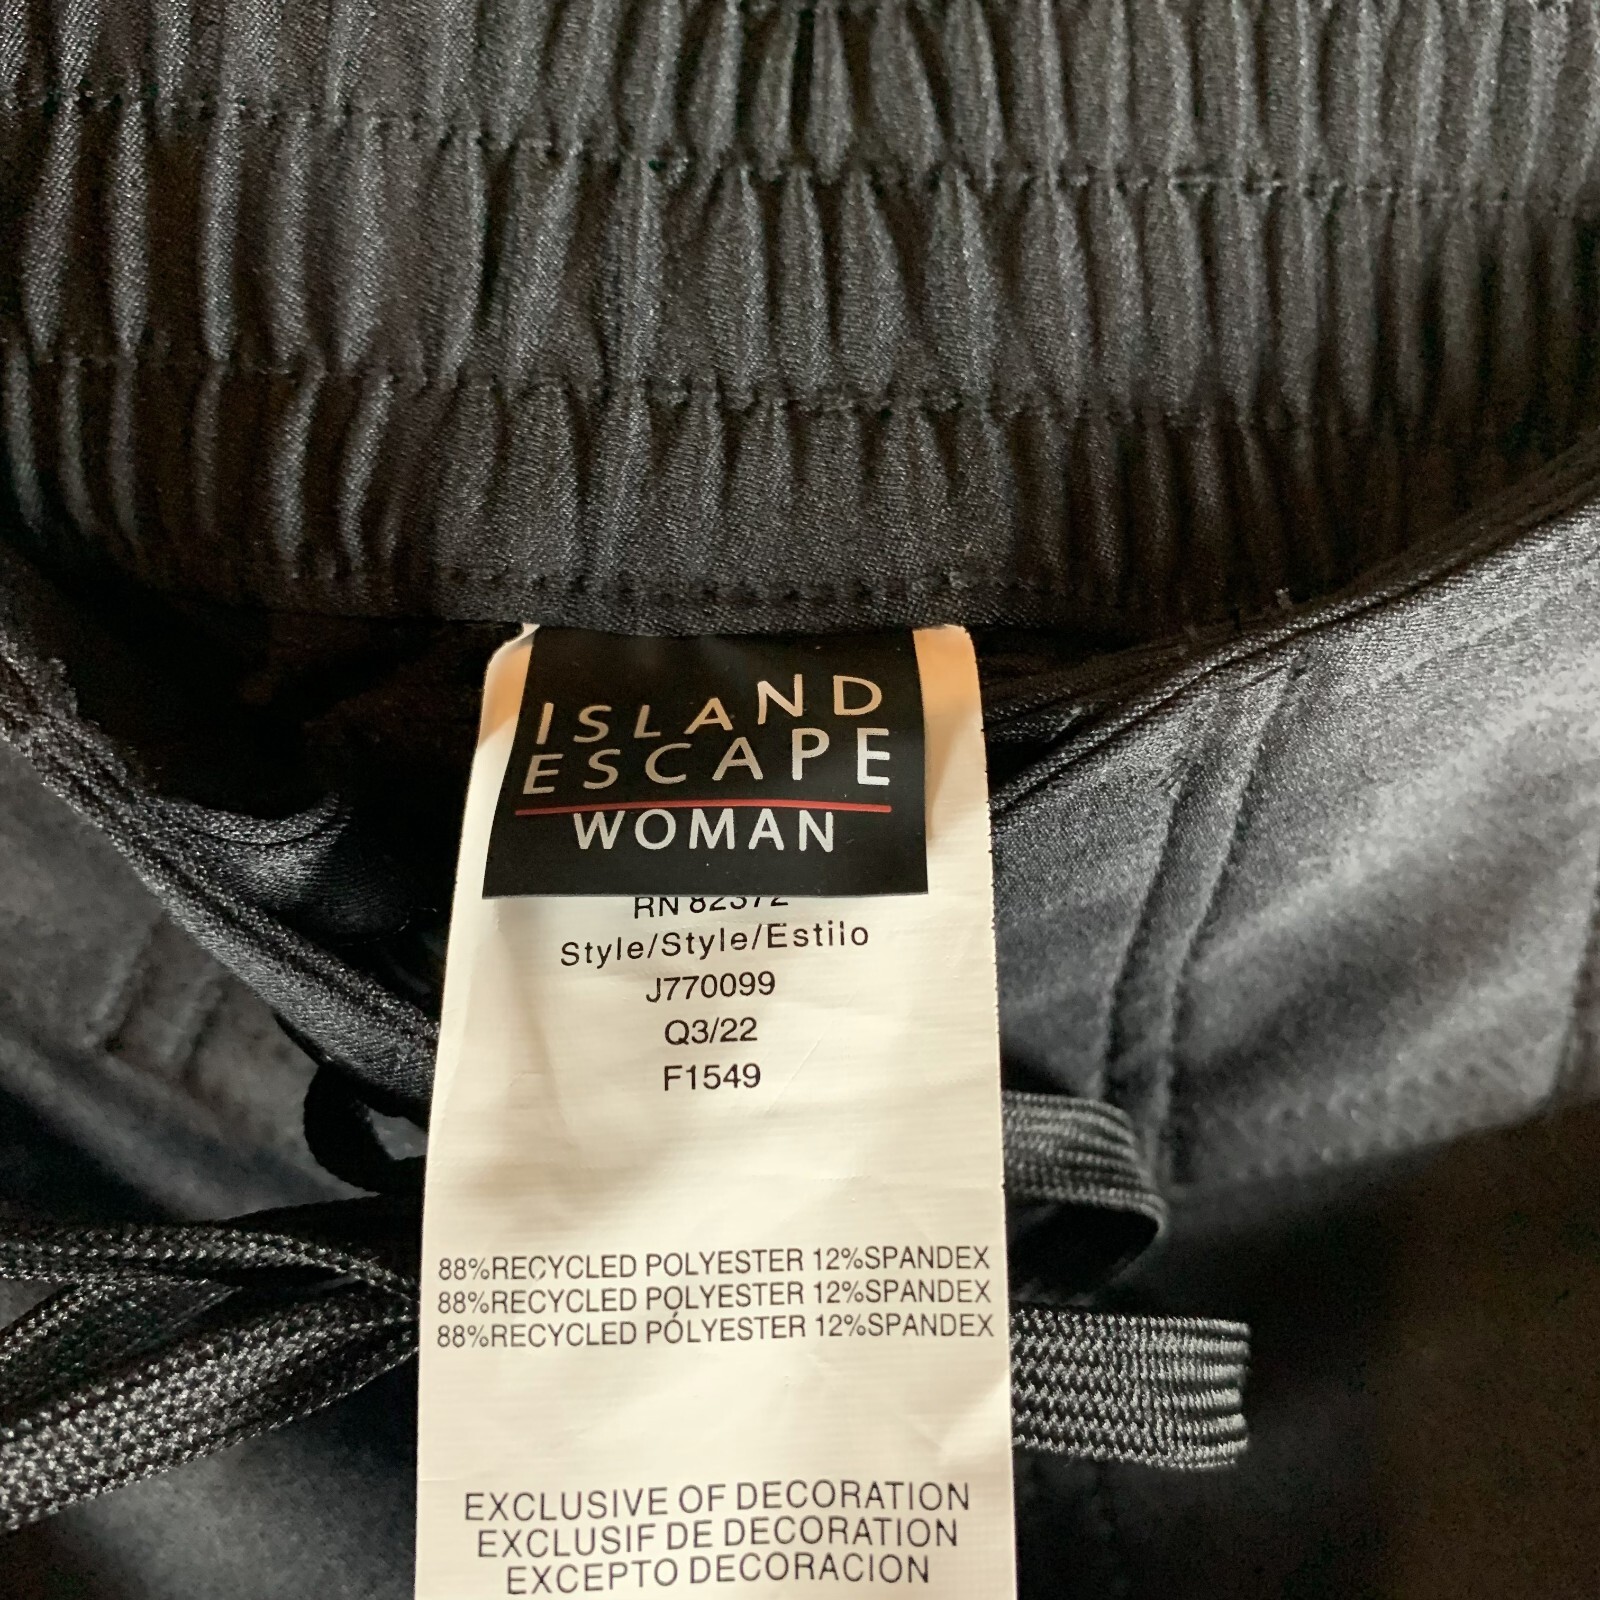 ISLAND
ESCAPE
WOMAN
RN 82372
Style/Style/Estilo
J770099
Q3/22
F1549
88%RECYCLED POLYESTER 12%SPANDEX
88%RECYCLED POLYESTER 12%SPANDEX
88%RECYCLED PÓLYESTER 12%SPANDEX
EXCLUSIVE OF DECORATION
EXCLUSIF DE DECORATION
EXCEPTO DECORACION